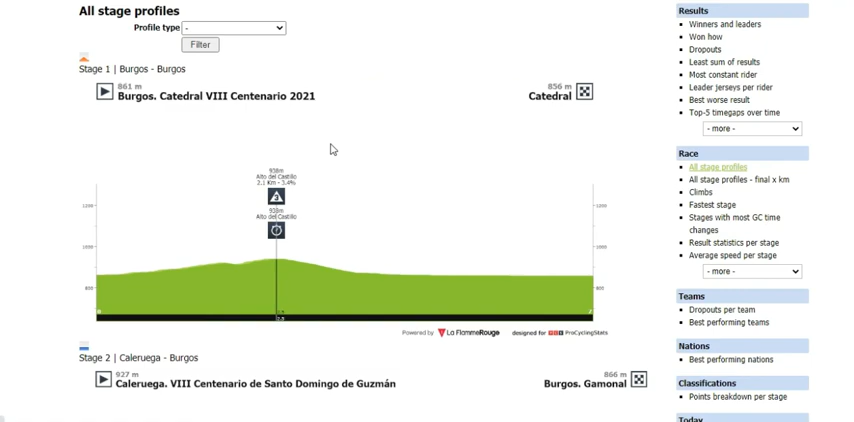 All stage profiles
Profile type
-
Filter
Stage 1 | Burgos - Burgos
861 m
Burgos. Catedral VIII Centenario 2021
856 m
Catedral
938m
Alto del Castillo
2.1 Km - 3.4%
3
938m
Alto del Castillo
1200
1000
800
1200
1000
800
Powered by La FlammeRouge
designed for PCS ProCyclingStats
Stage 2 | Caleruega - Burgos
927 m
Caleruega. VIII Centenario de Santo Domingo de Guzmán
866 m
Burgos. Gamonal
Results
Winners and leaders
Won how
Dropouts
Least sum of results
Most constant rider
Leader jerseys per rider
Best worse result
Top-5 timegaps over time
- more -
Race
All stage profiles
All stage profiles - final x km
Climbs
Fastest stage
Stages with most GC time
changes
Result statistics per stage
Average speed per stage
- more -
Teams
Dropouts per team
Best performing teams
Nations
Best performing nations
Classifications
Points breakdown per stage
Today